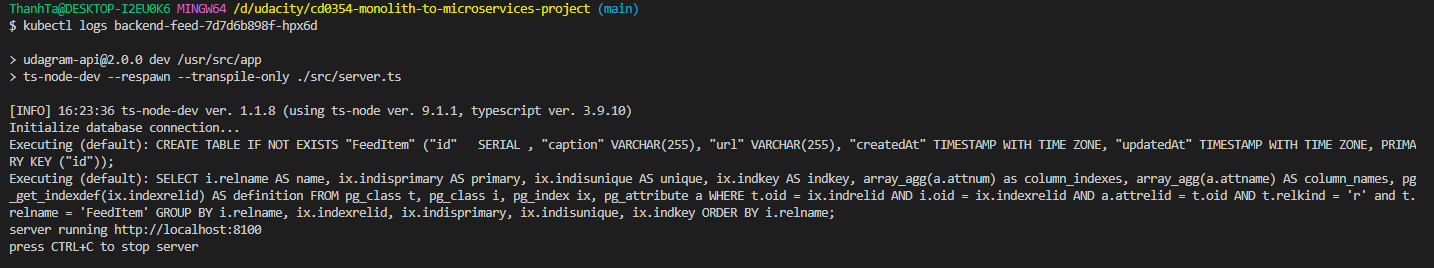 ThanhTa@DESKTOP-I2EU0K6 MINGW64 /d/udacity/cd0354-monolith-to-microservices-project (main)
$ kubectl logs backend-feed-7d7d6b898f-hpx6d
> udagram-api@2.0.0 dev /usr/src/app
> ts-node-dev --respawn --transpile-only ./src/server.ts
[INFO] 16:23:36 ts-node-dev ver. 1.1.8 (using ts-node ver. 9.1.1, typescript ver. 3.9.10)
Initialize database connection...
Executing (default): CREATE TABLE IF NOT EXISTS "FeedItem" ("id"   SERIAL , "caption" VARCHAR(255), "url" VARCHAR(255), "createdAt" TIMESTAMP WITH TIME ZONE, "updatedAt" TIMESTAMP WITH TIME ZONE, PRIMA
RY KEY ("id"));
Executing (default): SELECT i.relname AS name, ix.indisprimary AS primary, ix.indisunique AS unique, ix.indkey AS indkey, array_agg(a.attnum) as column_indexes, array_agg(a.attname) AS column_names, pg
_get_indexdef(ix.indexrelid) AS definition FROM pg_class t, pg_class i, pg_index ix, pg_attribute a WHERE t.oid = ix.indrelid AND i.oid = ix.indexrelid AND a.attrelid = t.oid AND t.relkind = 'r' and t.
relname = 'FeedItem' GROUP BY i.relname, ix.indexrelid, ix.indisprimary, ix.indisunique, ix.indkey ORDER BY i.relname;
server running http://localhost:8100
press CTRL+C to stop server